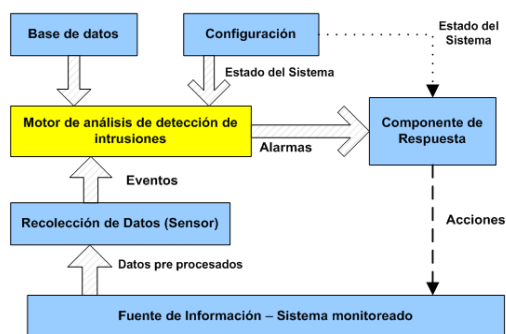 Base de datos
Configuración
Estado del
Sistema
Estado del Sistema
Motor de análisis de detección de
intrusiones
Alarmas
Componente de
Respuesta
Eventos
Recolección de Datos (Sensor)
Acciones
Datos pre procesados
Fuente de Información – Sistema monitoreado